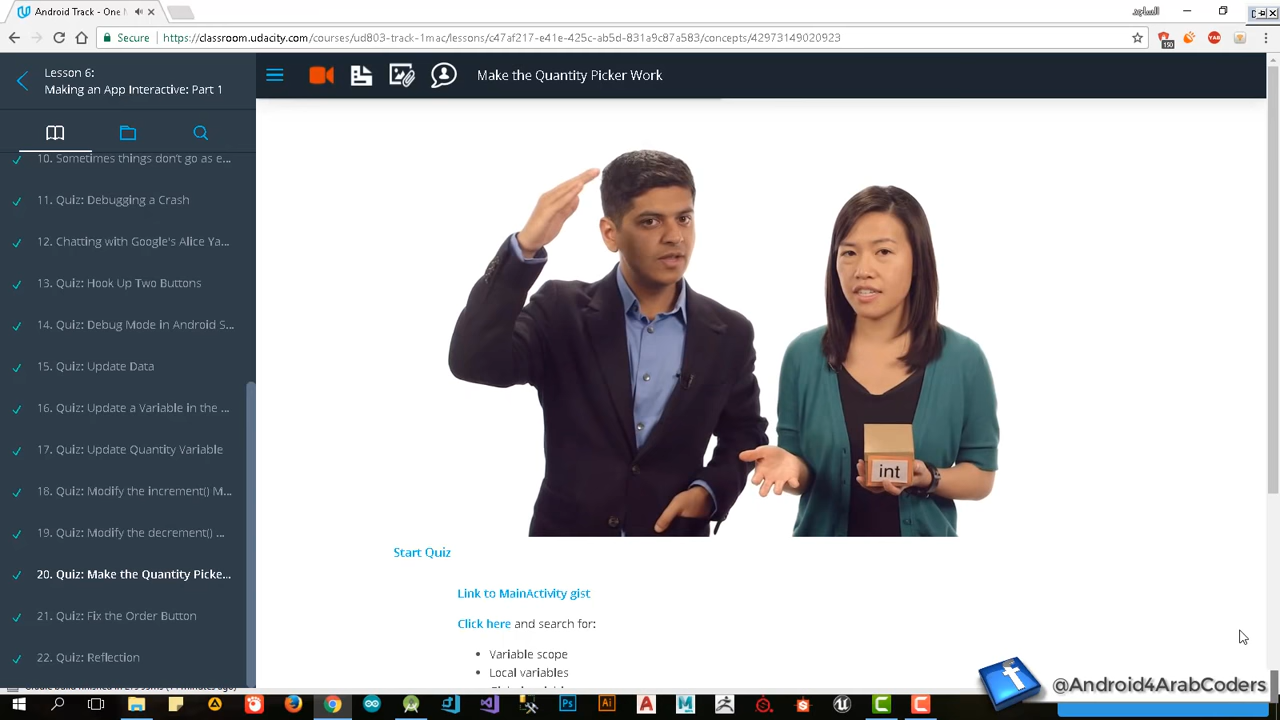 Android Track - One M
الساجد
Secure | https://classroom.udacity.com/courses/ud803-track-1mac/lessons/c47af217-e41e-425c-ab5d-831a9c87a583/concepts/42973149020923
150
YAB
Lesson 6:
Making an App Interactive: Part 1
Make the Quantity Picker Work
10. Sometimes things don't go as e...
11. Quiz: Debugging a Crash
12. Chatting with Google's Alice Ya...
13. Quiz: Hook Up Two Buttons
14. Quiz: Debug Mode in Android S...
15. Quiz: Update Data
16. Quiz: Update a Variable in the ...
17. Quiz: Update Quantity Variable
18. Quiz: Modify the increment() M...
19. Quiz: Modify the decrement() ...
20. Quiz: Make the Quantity Picke...
21. Quiz: Fix the Order Button
22. Quiz: Reflection
int
Start Quiz
Link to MainActivity gist
Click here and search for:
• Variable scope
• Local variables
@Android4ArabCoders